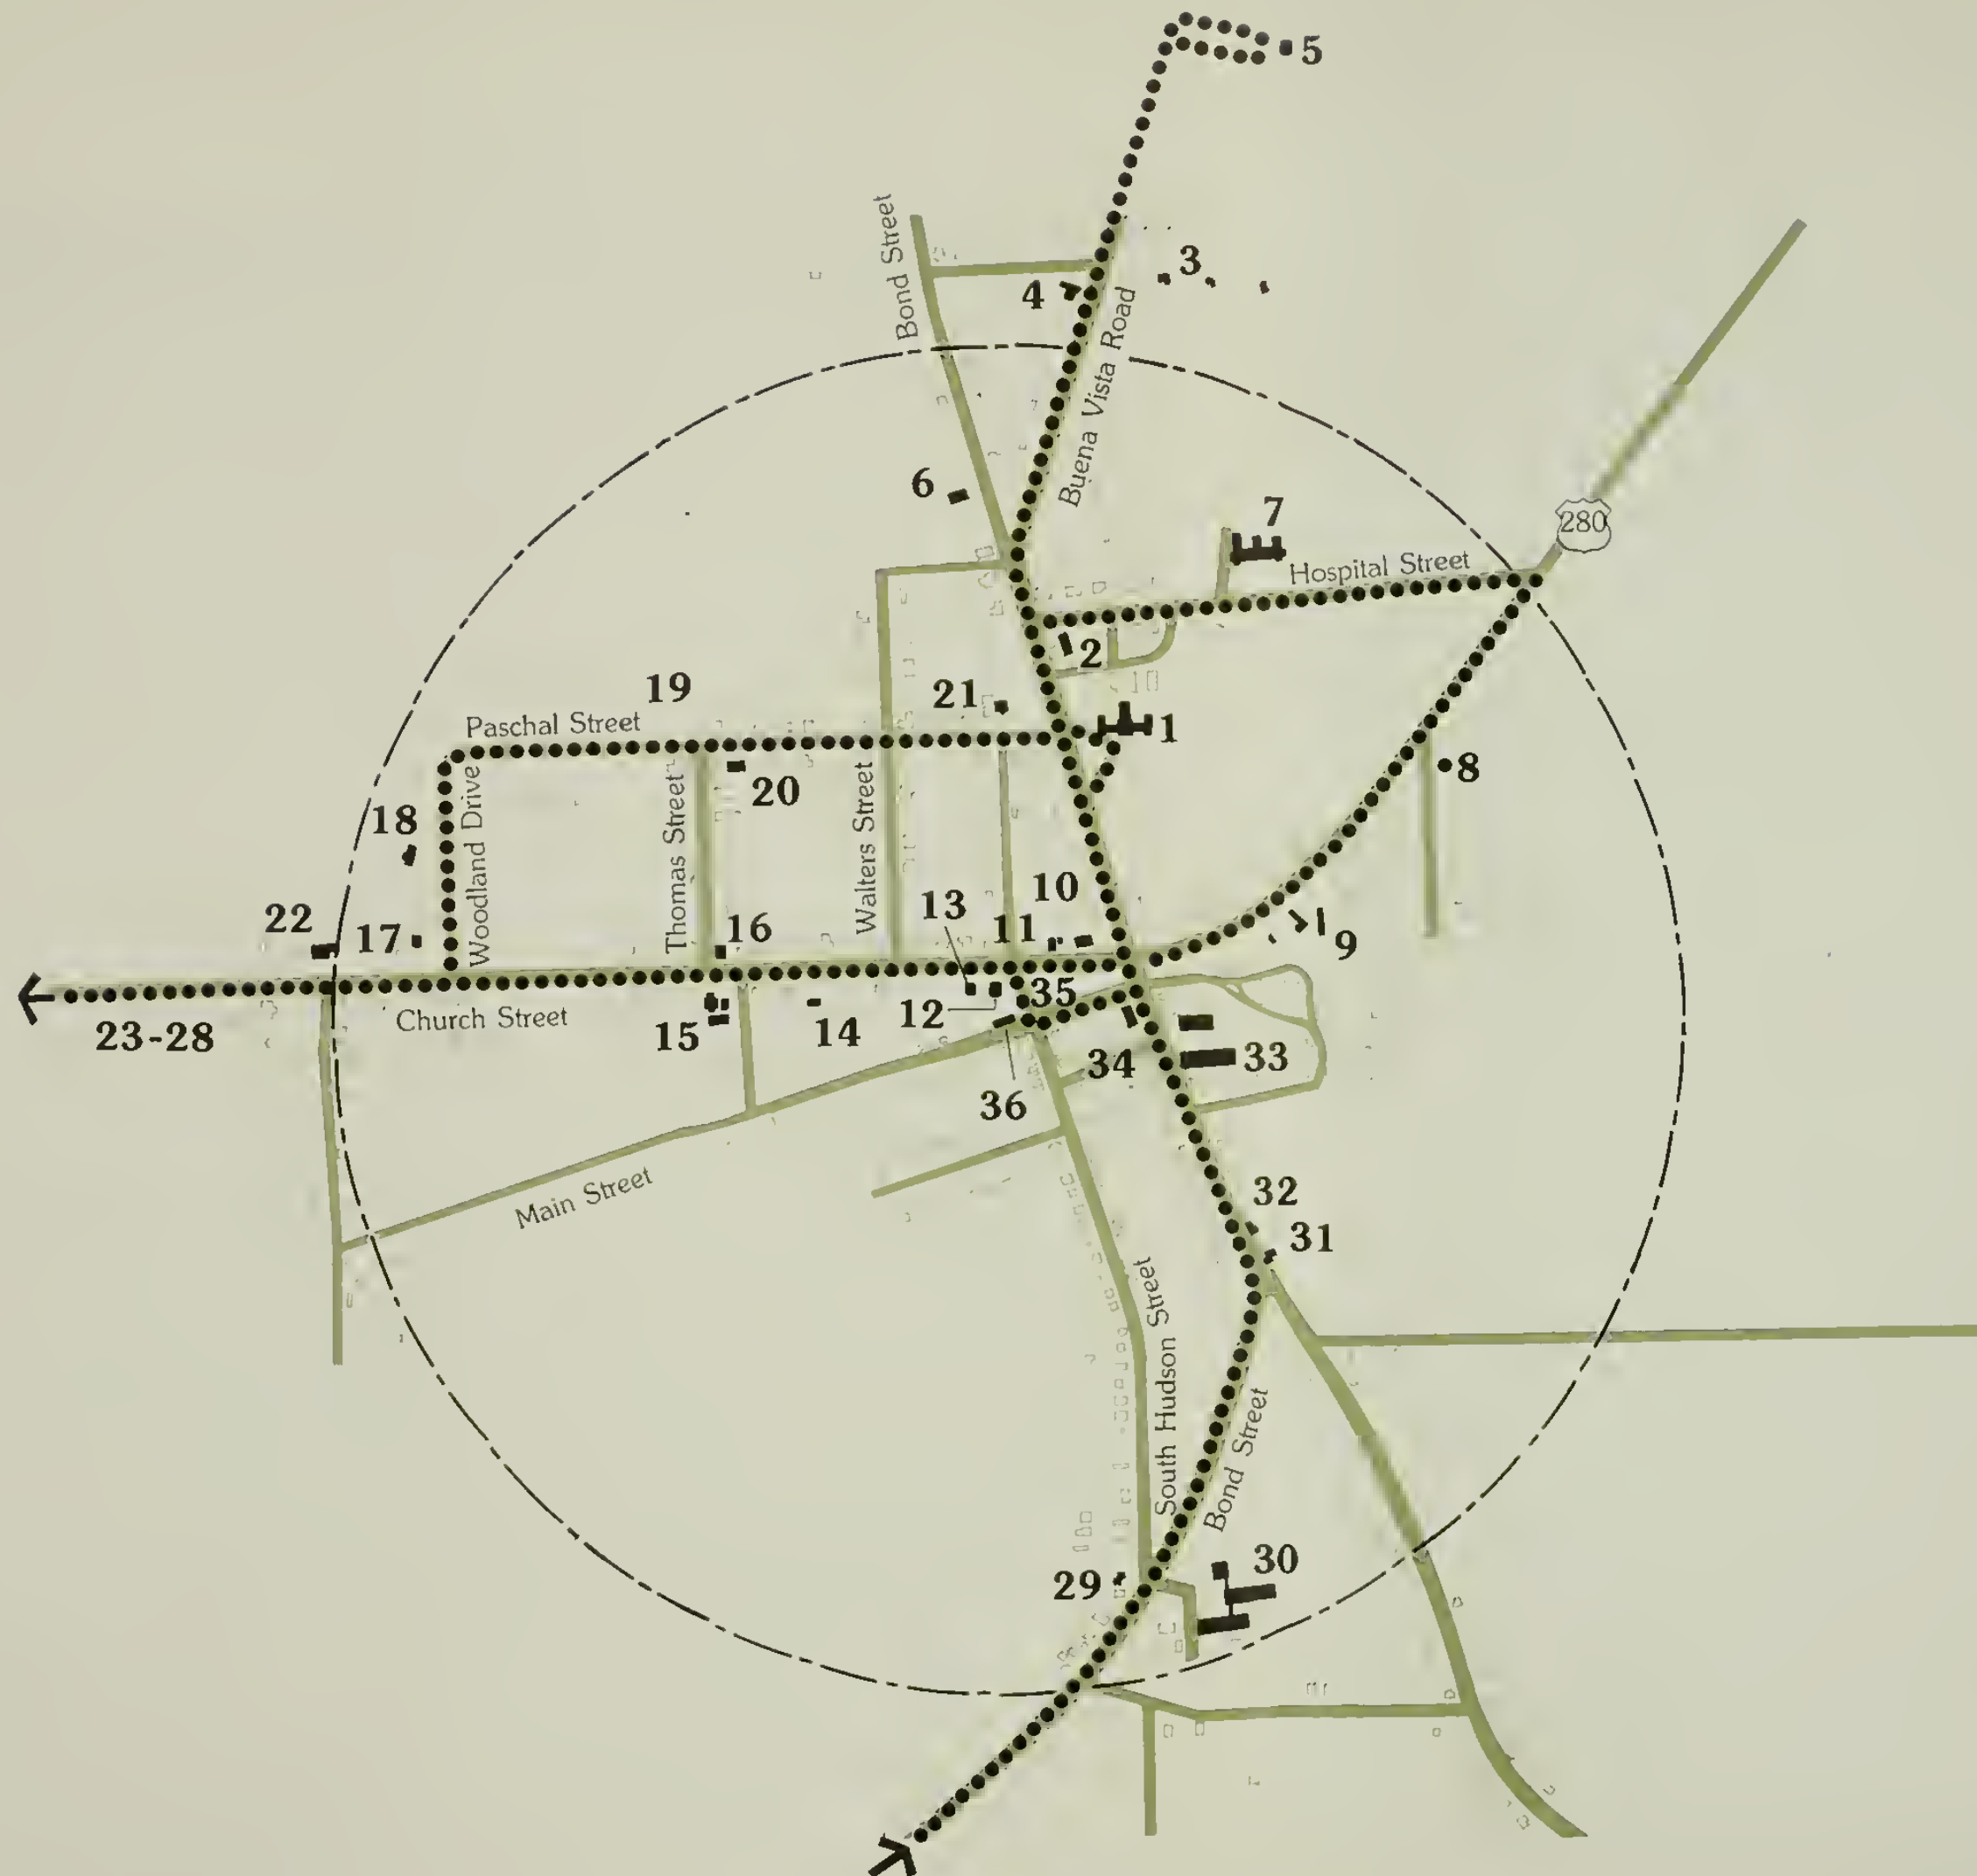 5
Bond Street
3
4
Buena Vista Road
6
7
280
Hospital Street
2
19
21
Paschal Street
1
20
8
18
Woodland Drive
Thomas Street
Walters Street
10
13
22
17
16
11
9
35
12
Church Street
23-28
15
14
34
33
36
Main Street
32
31
South Hudson Street
Bond Street
30
29